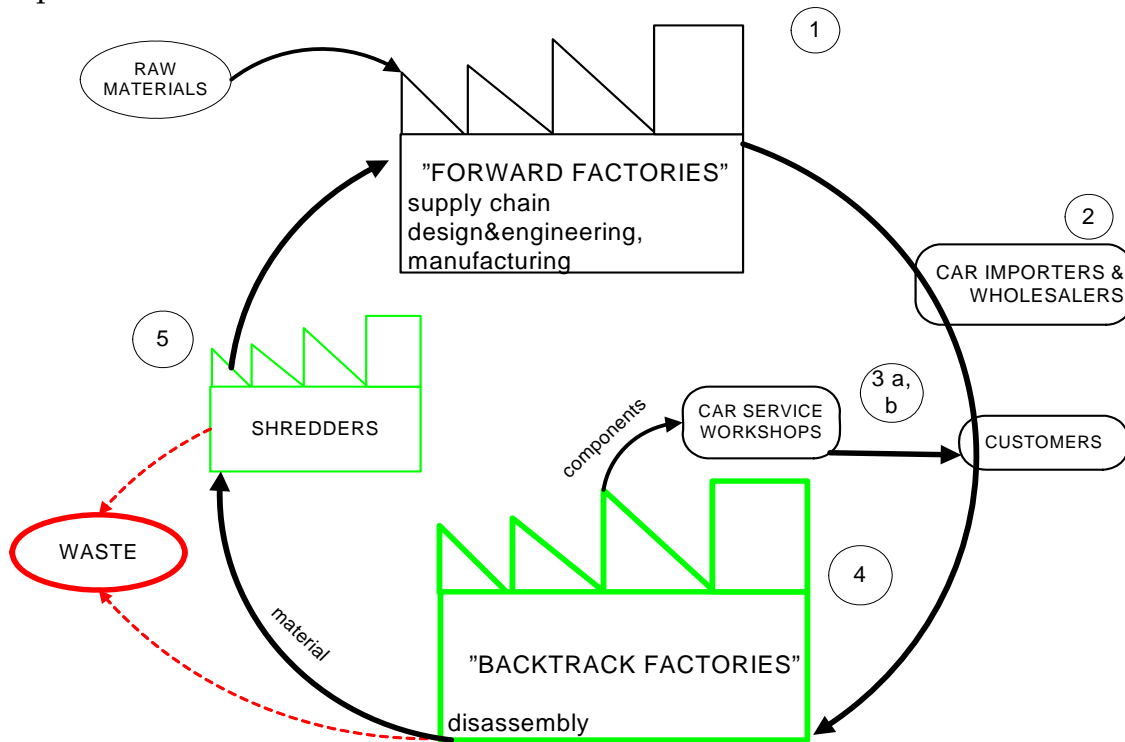 1
RAW
MATERIALS
"FORWARD FACTORIES"
supply chain
design&engineering,
manufacturing
2
CAR IMPORTERS &
WHOLESALERS
5
3 a,
b
CAR SERVICE
WORKSHOPS
components
SHREDDERS
CUSTOMERS
WASTE
4
material
"BACKTRACK FACTORIES"
disassembly